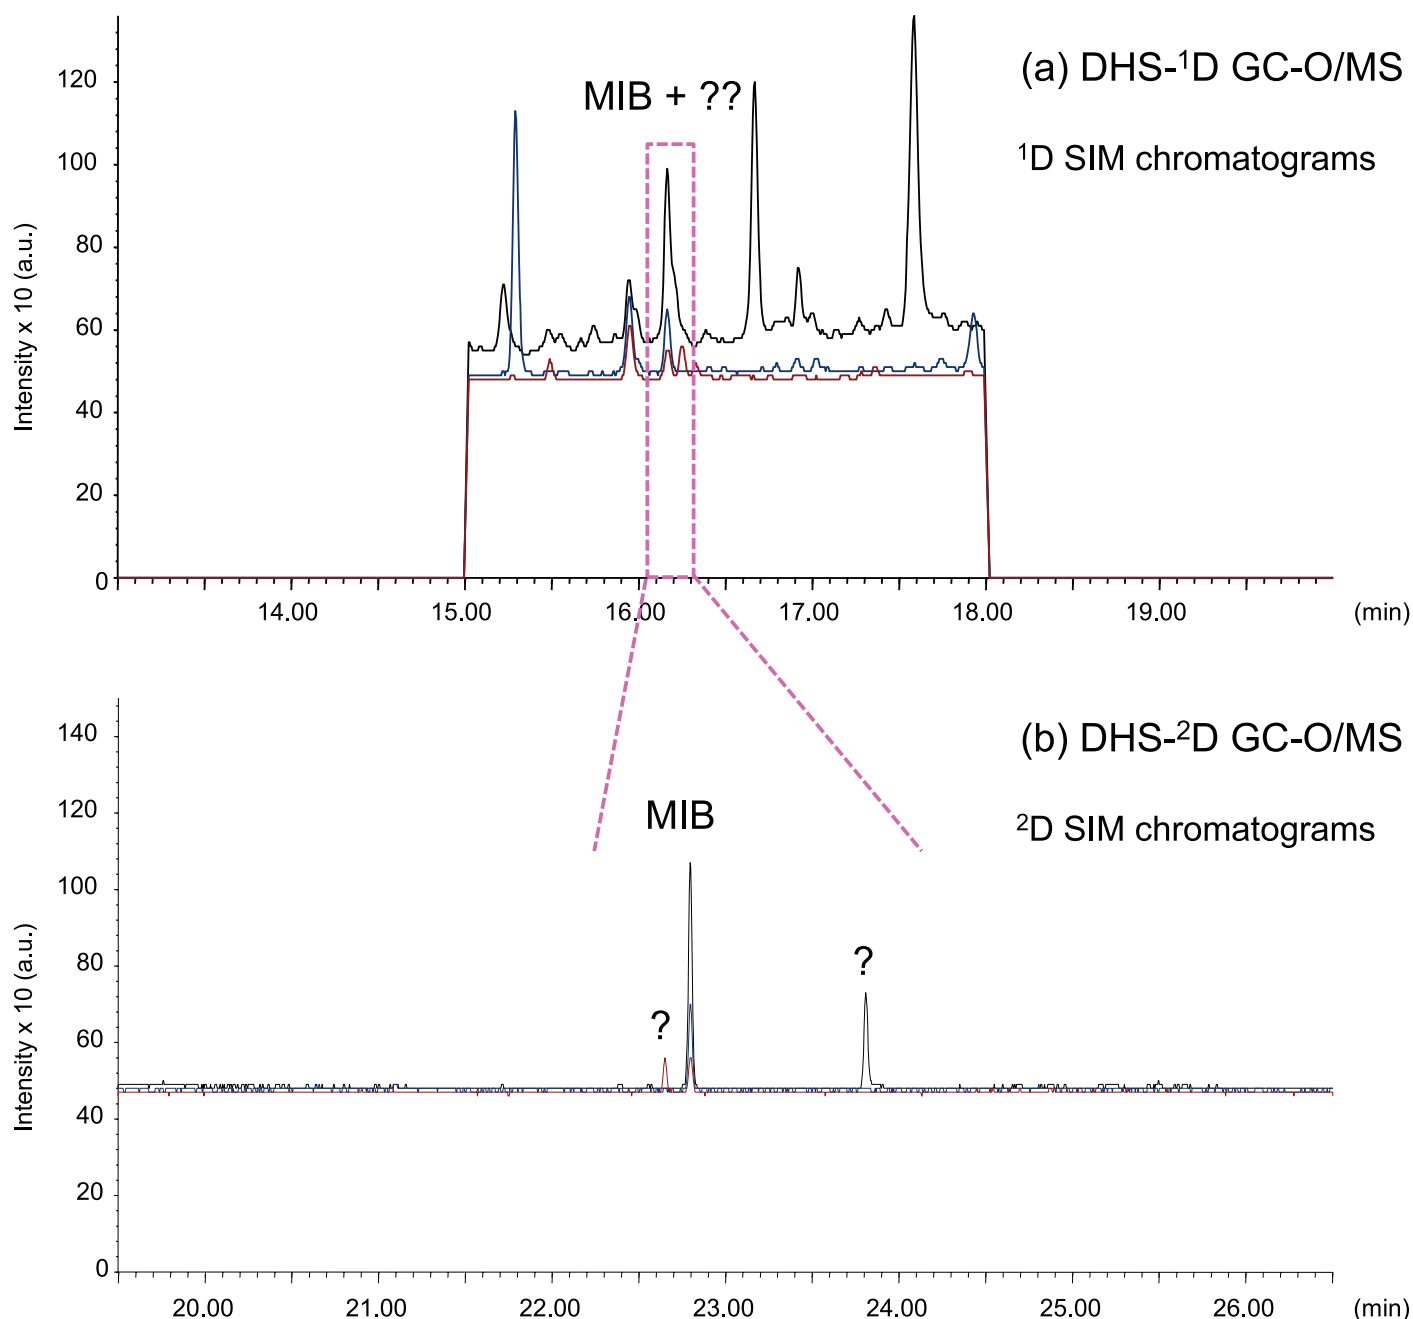 (a) DHS-¹D GC-O/MS
¹D SIM chromatograms
MIB + ??
Intensity x 10 (a.u.)
120
100
80
60
40
20
0
14.00 15.00 16.00 17.00 18.00 19.00 (min)
(b) DHS-²D GC-O/MS
²D SIM chromatograms
MIB
?
?
Intensity x 10 (a.u.)
140
120
100
80
60
40
20
0
20.00 21.00 22.00 23.00 24.00 25.00 26.00 (min)